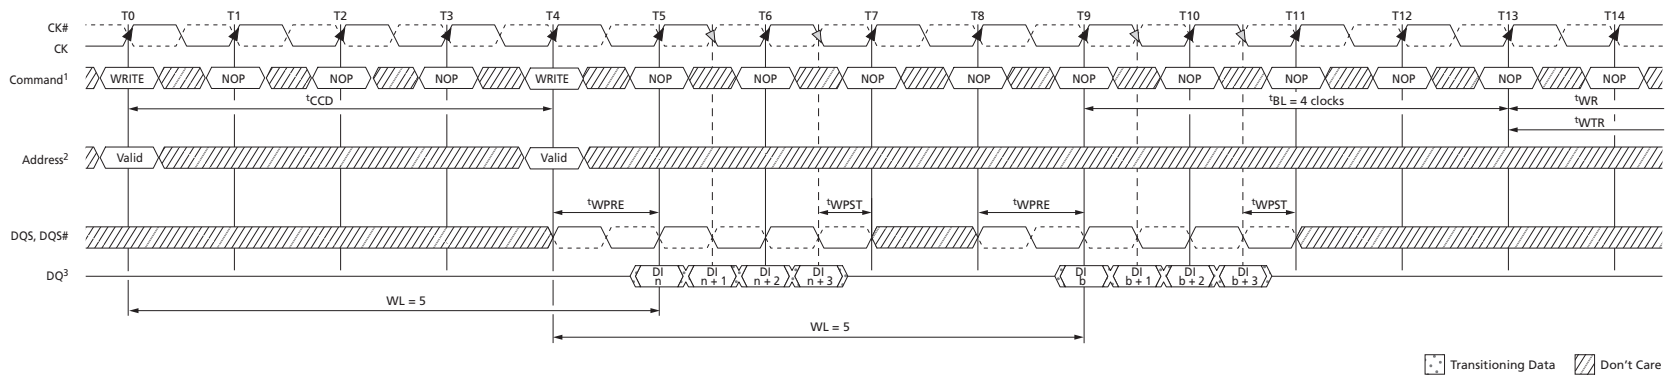 T0 T1 T2 T3 T4 T5 T6 T7 T8 T9 T10 T11 T12 T13 T14
CK#
CK
Command1 WRITE NOP NOP NOP WRITE NOP NOP NOP NOP NOP NOP NOP NOP NOP NOP
tCCD tBL = 4 clocks tWR
tWTR
Address2 Valid Valid
tWPRE tWPST tWPRE tWPST
DQS, DQS#
DQ3 DI n DI n + 1 DI n + 2 DI n + 3 DI b DI b + 1 DI b + 2 DI b + 3
WL = 5
WL = 5
Transitioning Data Don't Care